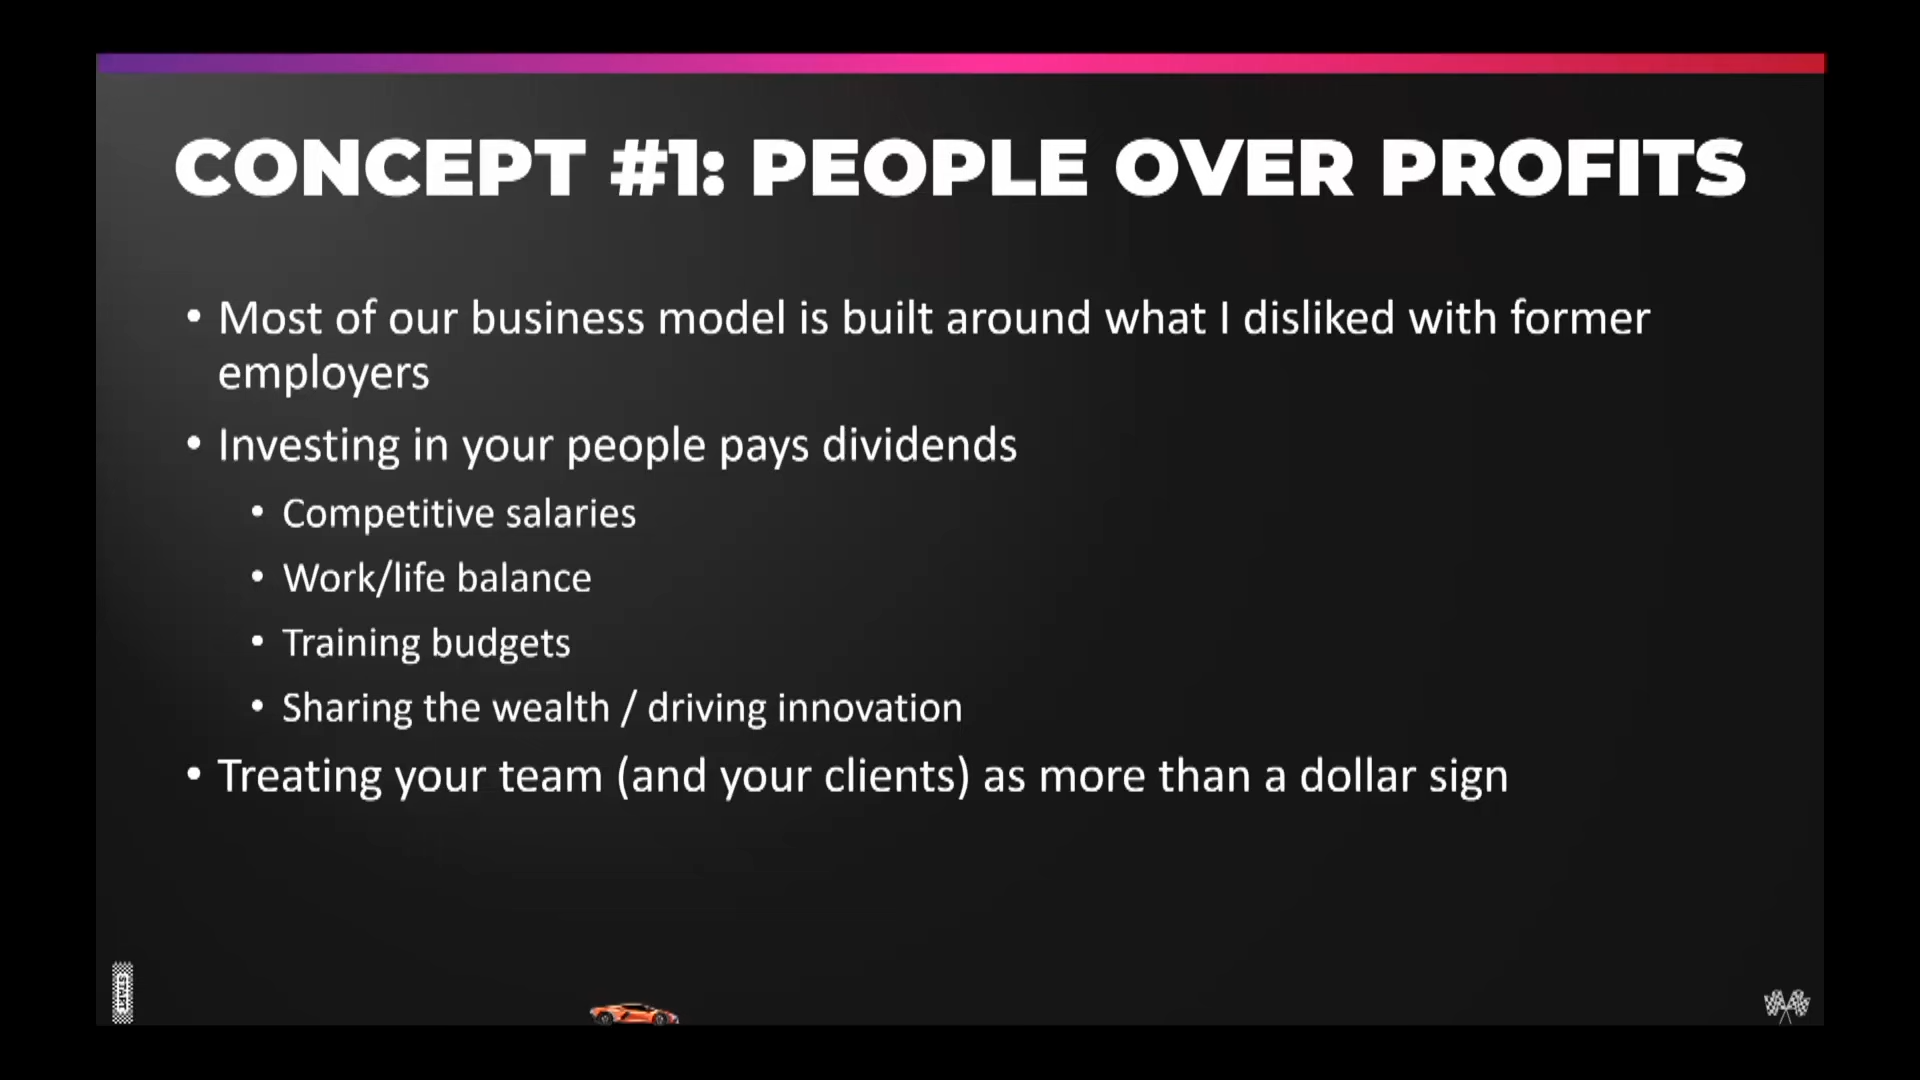 CONCEPT #1: PEOPLE OVER PROFITS
• Most of our business model is built around what I disliked with former
employers
• Investing in your people pays dividends
• Competitive salaries
• Work/life balance
• Training budgets
• Sharing the wealth / driving innovation
• Treating your team (and your clients) as more than a dollar sign
START